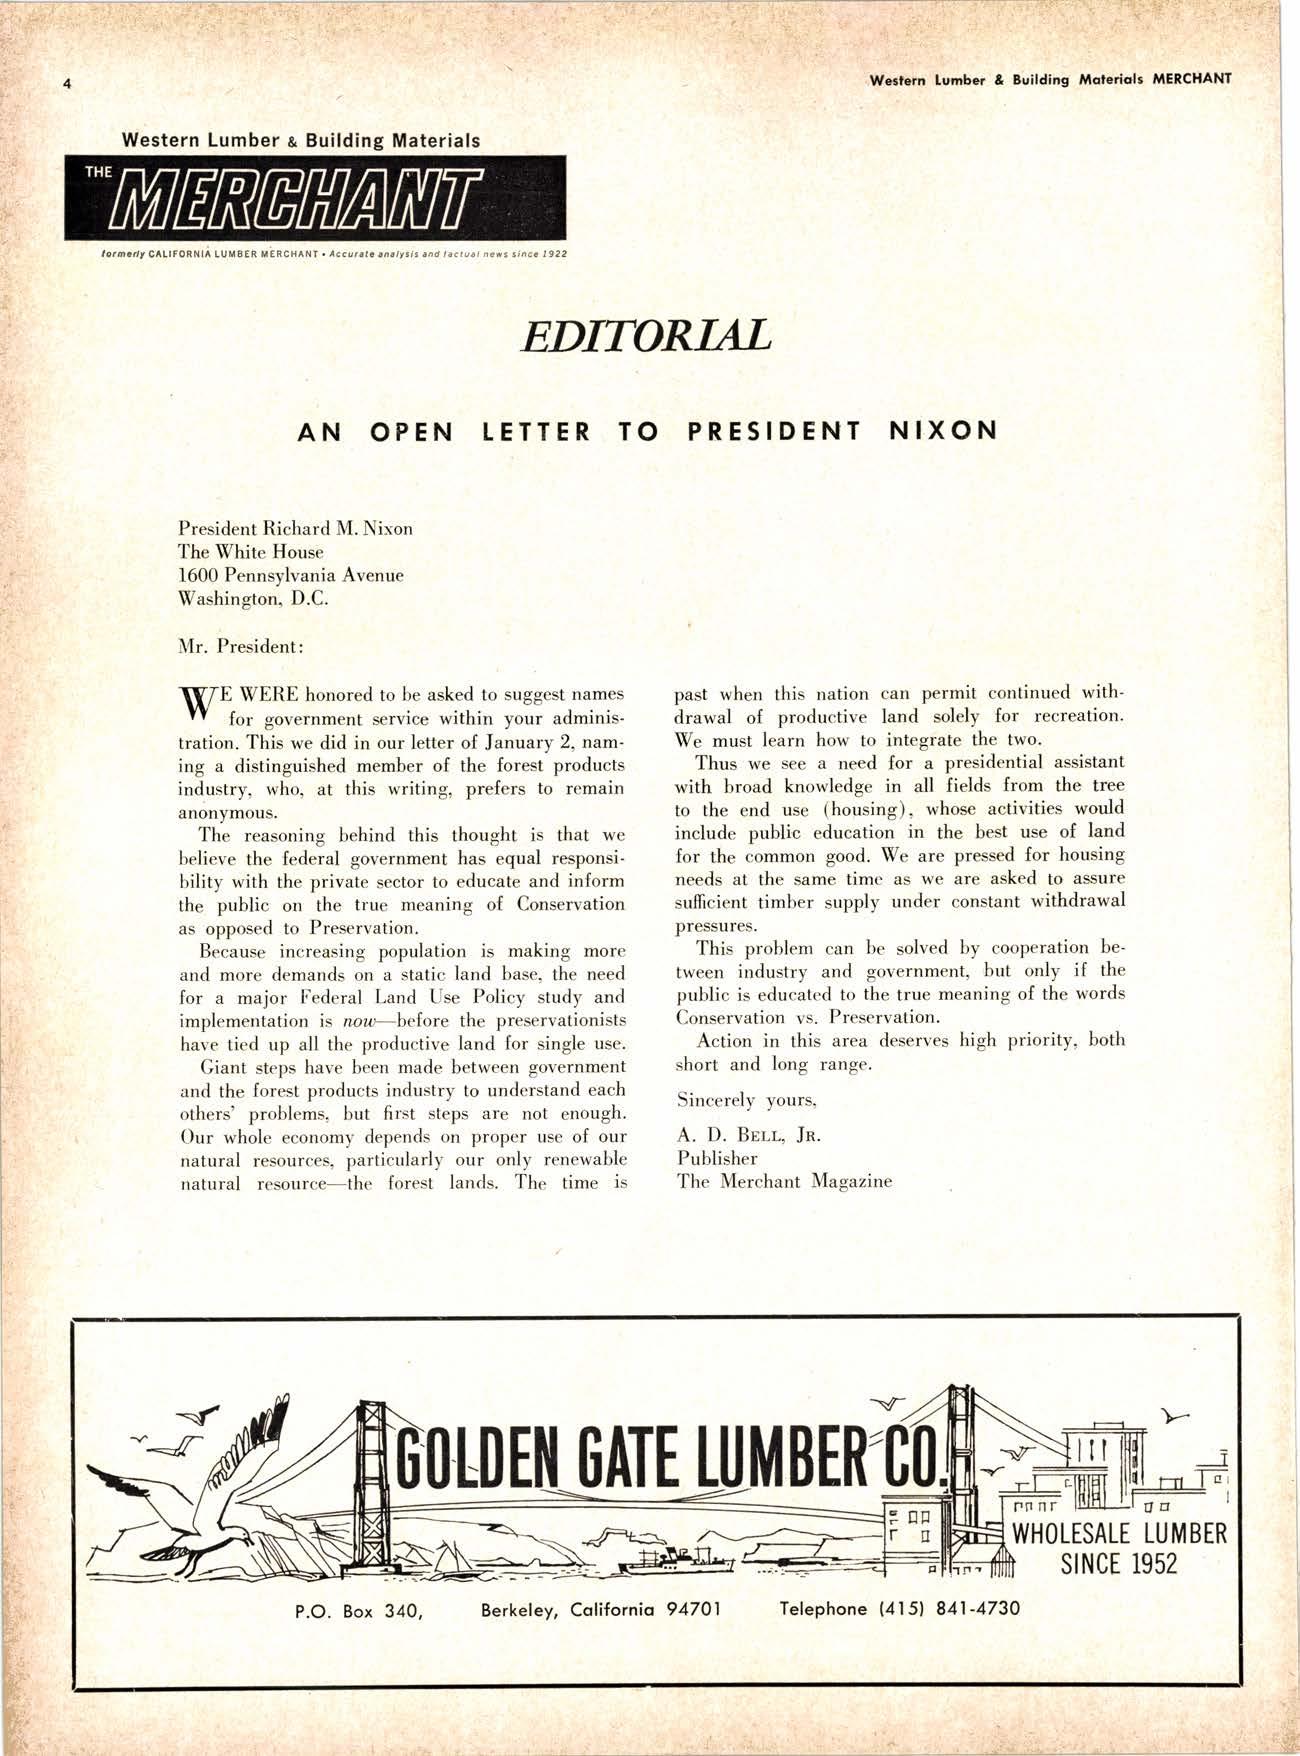 4
Western Lumber & Building Materials MERCHANT
Western Lumber & Building Materials
THE MERCHANT
formerly CALIFORNIA LUMBER MERCHANT • Accurate analysis and factual news since 1922
EDITORIAL
AN OPEN LETTER TO PRESIDENT NIXON
President Richard M. Nixon
The White House
1600 Pennsylvania Avenue
Washington, D.C.
Mr. President:
WE WERE honored to be asked to suggest names
for government service within your adminis-
tration. This we did in our letter of January 2, nam-
ing a distinguished member of the forest products
industry, who, at this writing, prefers to remain
anonymous.
The reasoning behind this thought is that we
believe the federal government has equal responsi-
bility with the private sector to educate and inform
the public on the true meaning of Conservation
as opposed to Preservation.
Because increasing population is making more
and more demands on a static land base, the need
for a major Federal Land Use Policy study and
implementation is now—before the preservationists
have tied up all the productive land for single use.
Giant steps have been made between government
and the forest products industry to understand each
others' problems, but first steps are not enough.
Our whole economy depends on proper use of our
natural resources, particularly our only renewable
natural resource—the forest lands. The time is
past when this nation can permit continued with-
drawal of productive land solely for recreation.
We must learn how to integrate the two.
Thus we see a need for a presidential assistant
with broad knowledge in all fields from the tree
to the end use (housing), whose activities would
include public education in the best use of land
for the common good. We are pressed for housing
needs at the same time as we are asked to assure
sufficient timber supply under constant withdrawal
pressures.
This problem can be solved by cooperation be-
tween industry and government, but only if the
public is educated to the true meaning of the words
Conservation vs. Preservation.
Action in this area deserves high priority, both
short and long range.
Sincerely yours,
A. D. BELL, JR.
Publisher
The Merchant Magazine
GOLDEN GATE LUMBER CO.
WHOLESALE LUMBER
SINCE 1952
P.O. Box 340, Berkeley, California 94701 Telephone (415) 841-4730